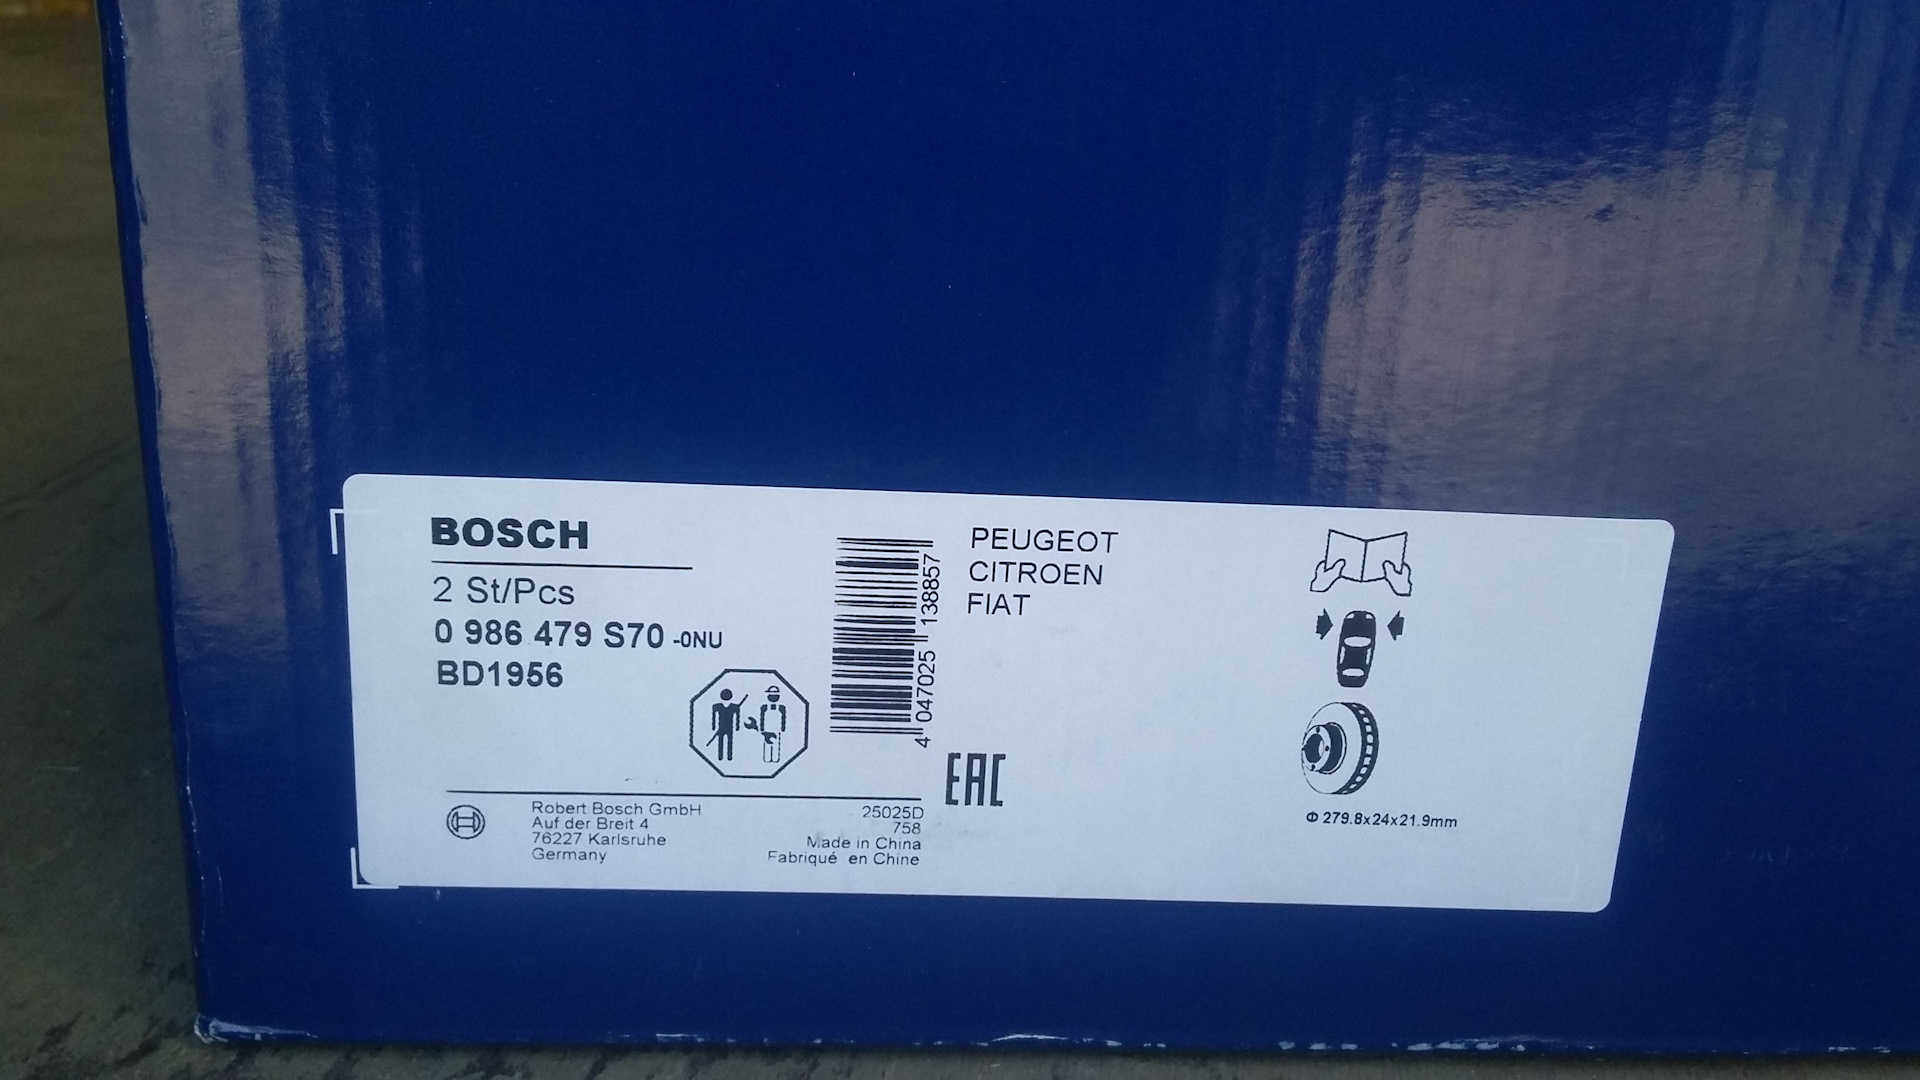 BOSCH
2 St/Pcs
0 986 479 S70 -0NU
BD1956
4 047025 138857
PEUGEOT
CITROEN
FIAT
EAC
Robert Bosch GmbH
Auf der Breit 4
76227 Karlsruhe
Germany
25025D
758
Made in China
Fabriqué en Chine
Φ 279.8x24x21.9mm